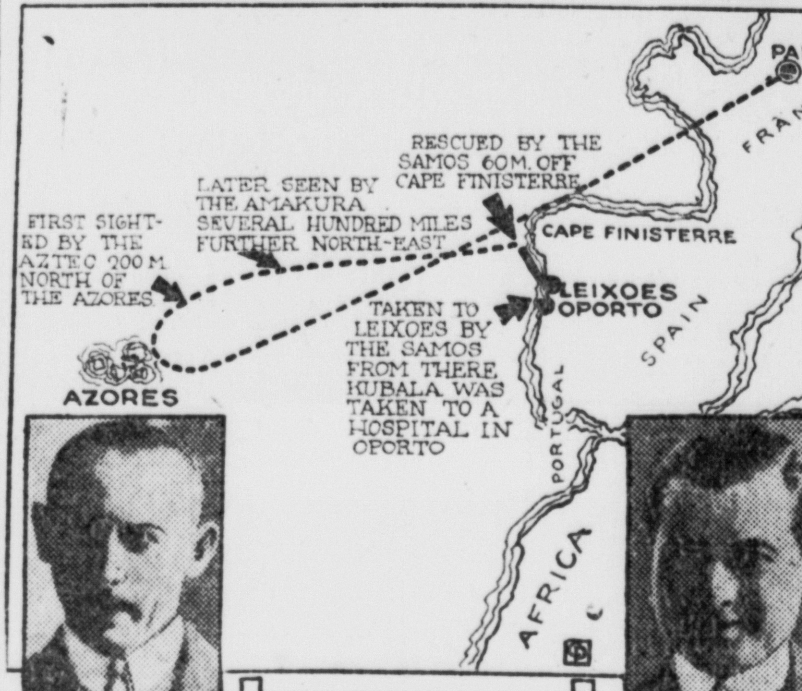 PA
FRAN
RESCUED BY THE
SAMOS 60M. OFF
CAPE FINISTERRE
LATER SEEN BY
THE AMAKURA
SEVERAL HUNDRED MILES
FURTHER NORTH-EAST
FIRST SIGHT-
ED BY THE
AZTEC 200 M
NORTH OF
THE AZORES
CAPE FINISTERRE
LEIXOES
OPORTO
SPAIN
TAKEN TO
LEIXOES BY
THE SAMOS
FROM THERE
KUBALA WAS
TAKEN TO A
HOSPITAL IN
OPORTO
AZORES
PORTUGAL
AFRICA